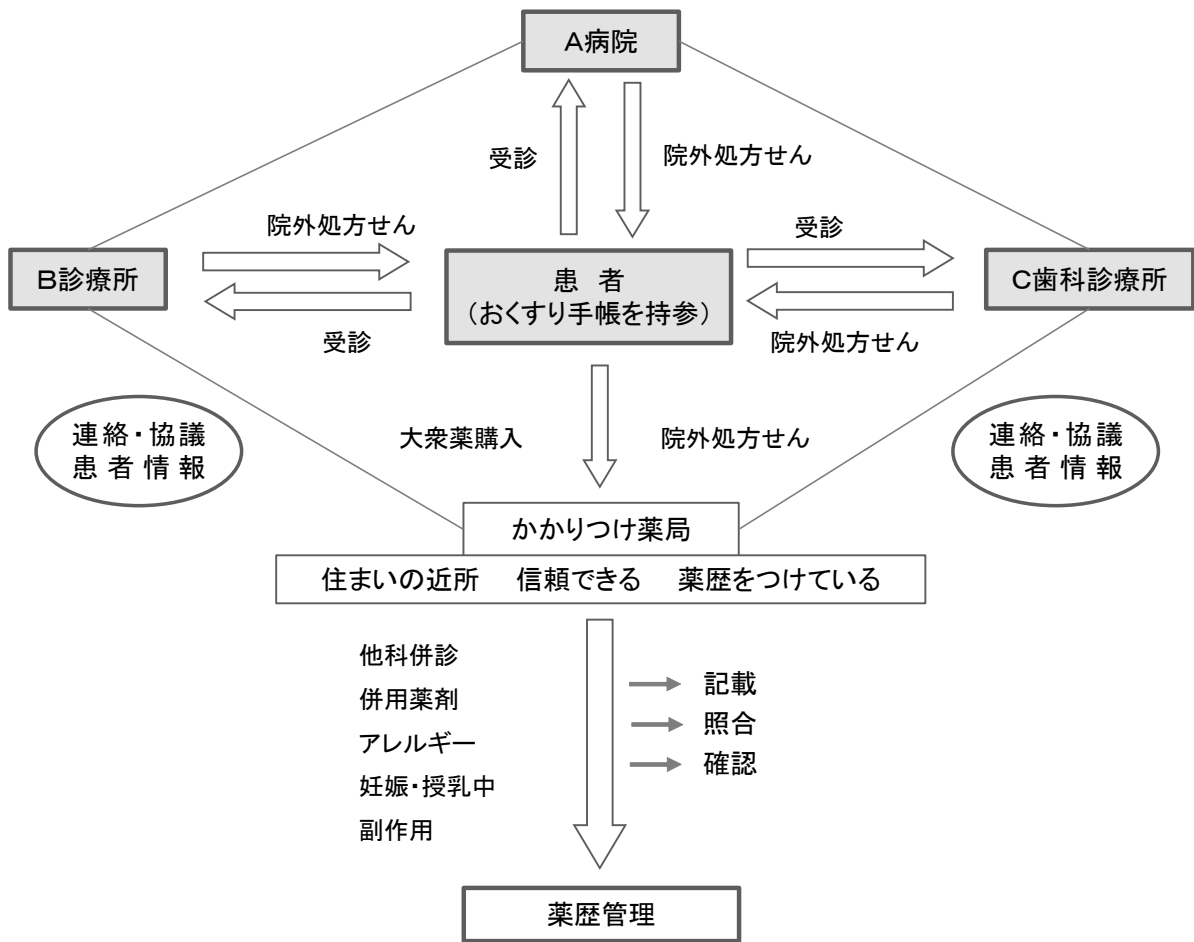 A病院
受診
院外処方せん
院外処方せん
受診
B診療所
患 者
(おくすり手帳を持参)
C歯科診療所
受診
院外処方せん
連絡・協議
患者情報
大衆薬購入
院外処方せん
連絡・協議
患者情報
かかりつけ薬局
住まいの近所 信頼できる 薬歴をつけている
他科併診
併用薬剤
アレルギー
妊娠・授乳中
副作用
記載
照合
確認
薬歴管理